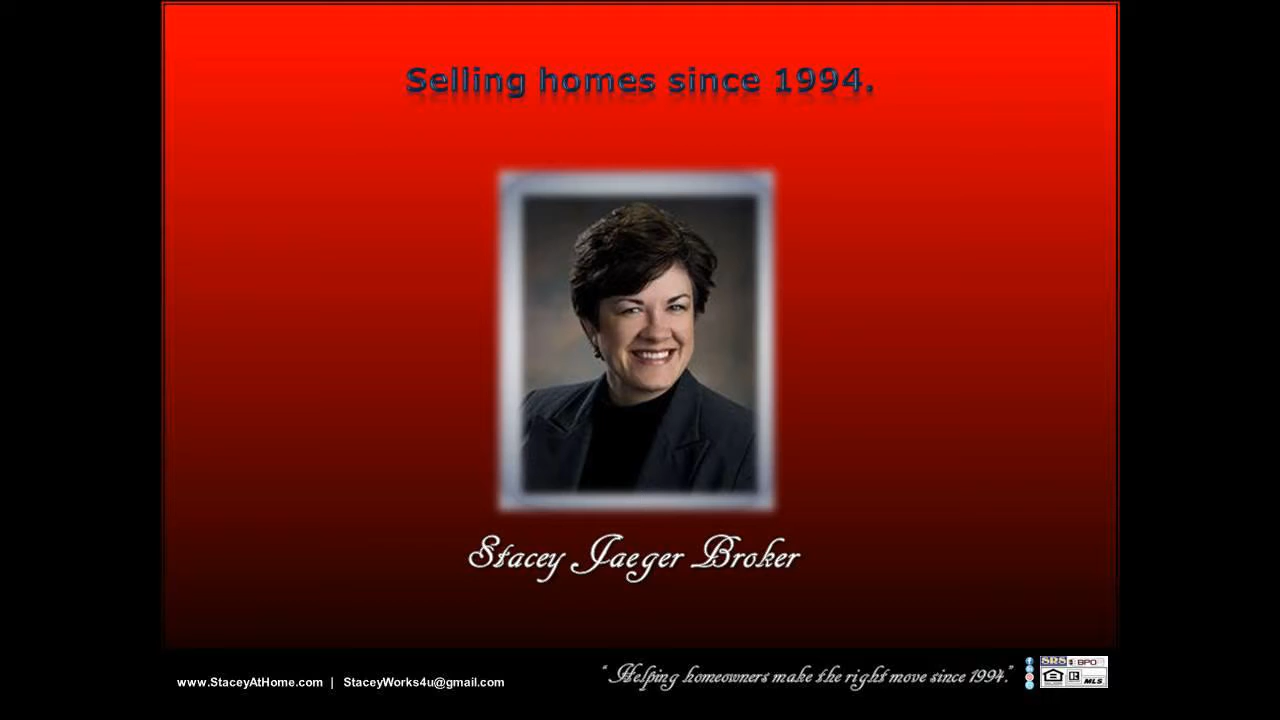 Selling homes since 1994.
Stacey Jaeger Broker
www.StaceyAtHome.com | StaceyWorks4u@gmail.com
“Helping homeowners make the right move since 1994.”
SRS BPO
R MLS